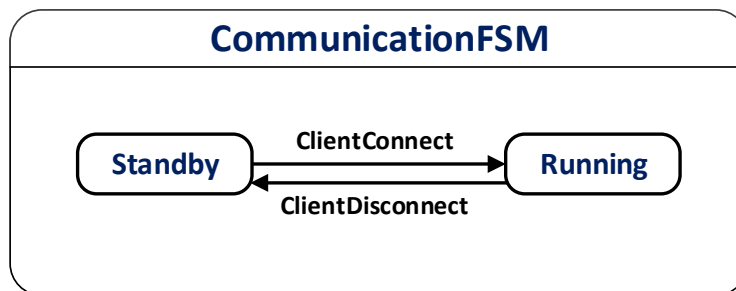 CommunicationFSM
ClientConnect
Standby
Running
ClientDisconnect